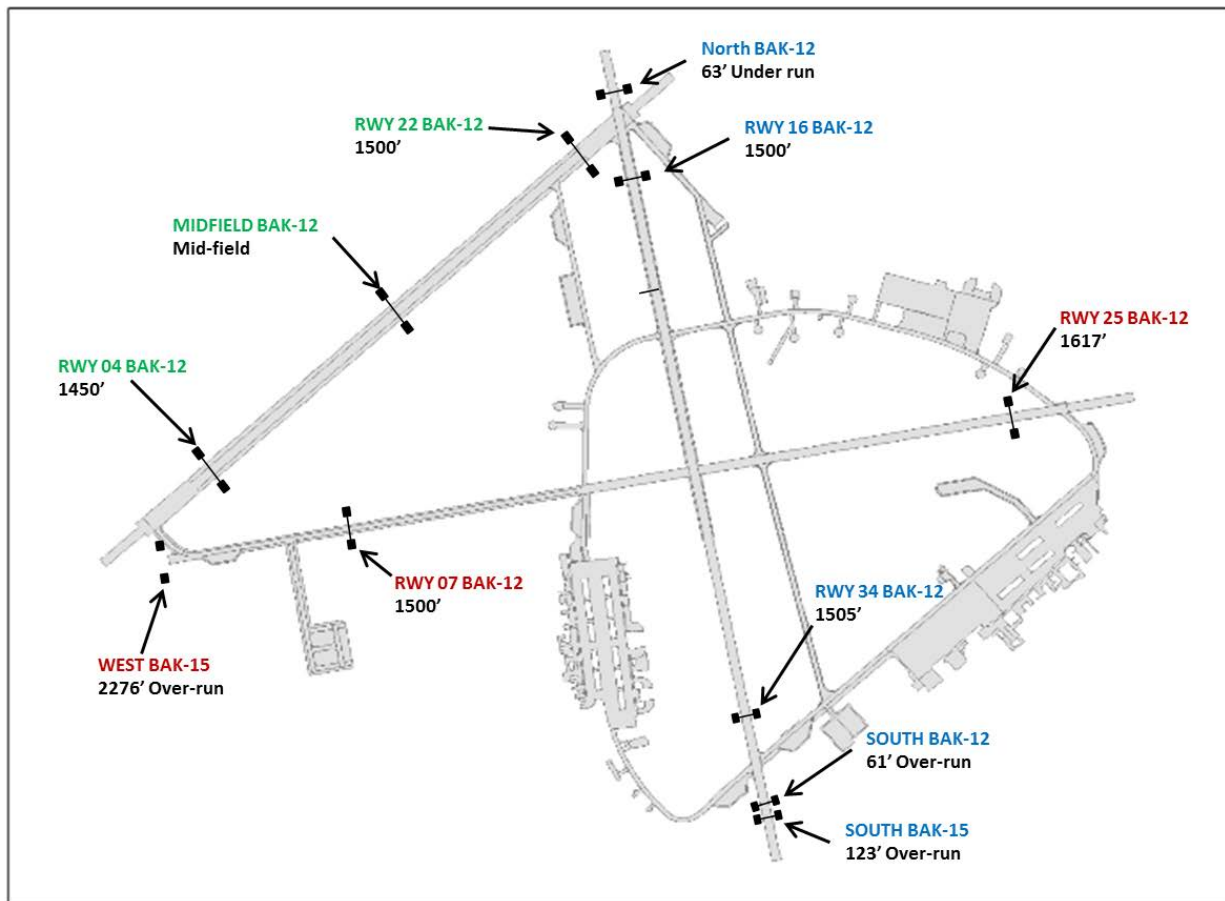 North BAK-12
63’ Under run
RWY 22 BAK-12
1500’
RWY 16 BAK-12
1500’
MIDFIELD BAK-12
Mid-field
RWY 25 BAK-12
1617’
RWY 04 BAK-12
1450’
RWY 07 BAK-12
1500’
RWY 34 BAK-12
1505’
WEST BAK-15
2276’ Over-run
SOUTH BAK-12
61’ Over-run
SOUTH BAK-15
123’ Over-run